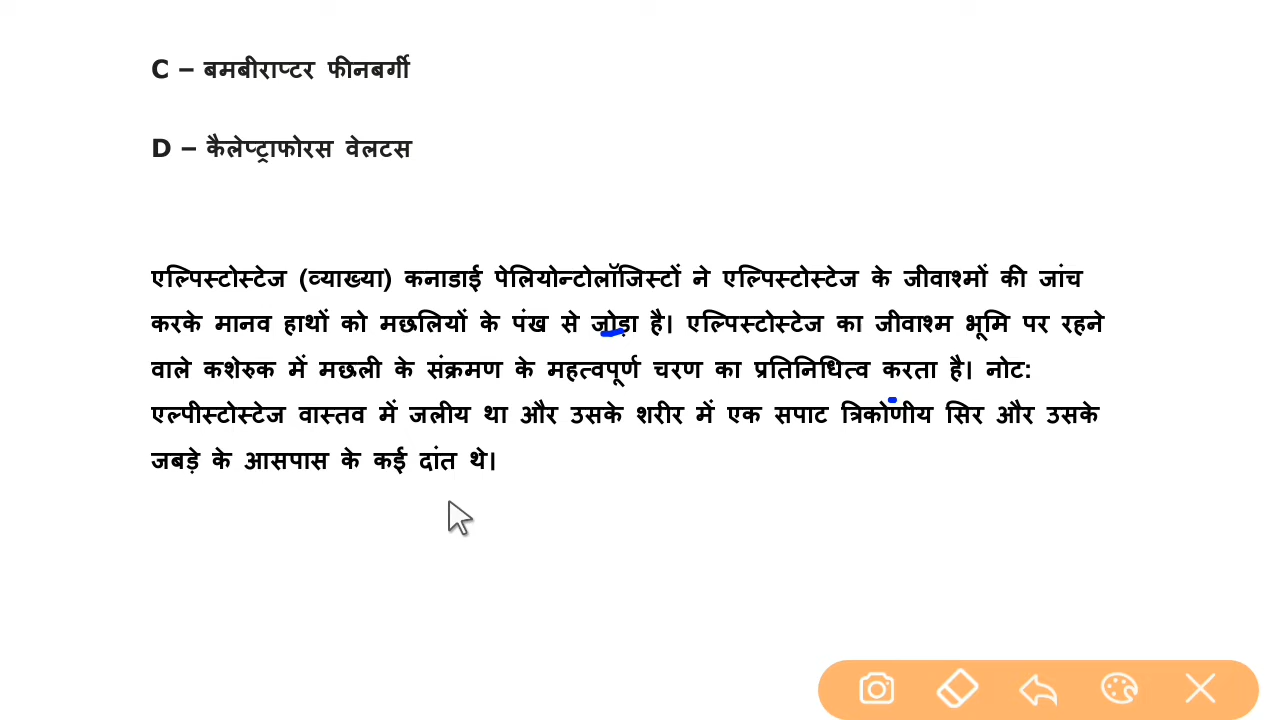 C – बमबीराप्टर फीनबर्गी
D – कैलेप्ट्राफोरस वेलटस
एल्पिस्टोस्टेज (व्याख्या) कनाडाई पेलियोन्टोलॉजिस्टों ने एल्पिस्टोस्टेज के जीवाश्मों की जांच
करके मानव हाथों को मछलियों के पंख से जोड़ा है। एल्पिस्टोस्टेज का जीवाश्म भूमि पर रहने
वाले कशेरुक में मछली के संक्रमण के महत्वपूर्ण चरण का प्रतिनिधित्व करता है। नोट:
एल्पीस्टोस्टेज वास्तव में जलीय था और उसके शरीर में एक सपाट त्रिकोणीय सिर और उसके
जबड़े के आसपास के कई दांत थे।